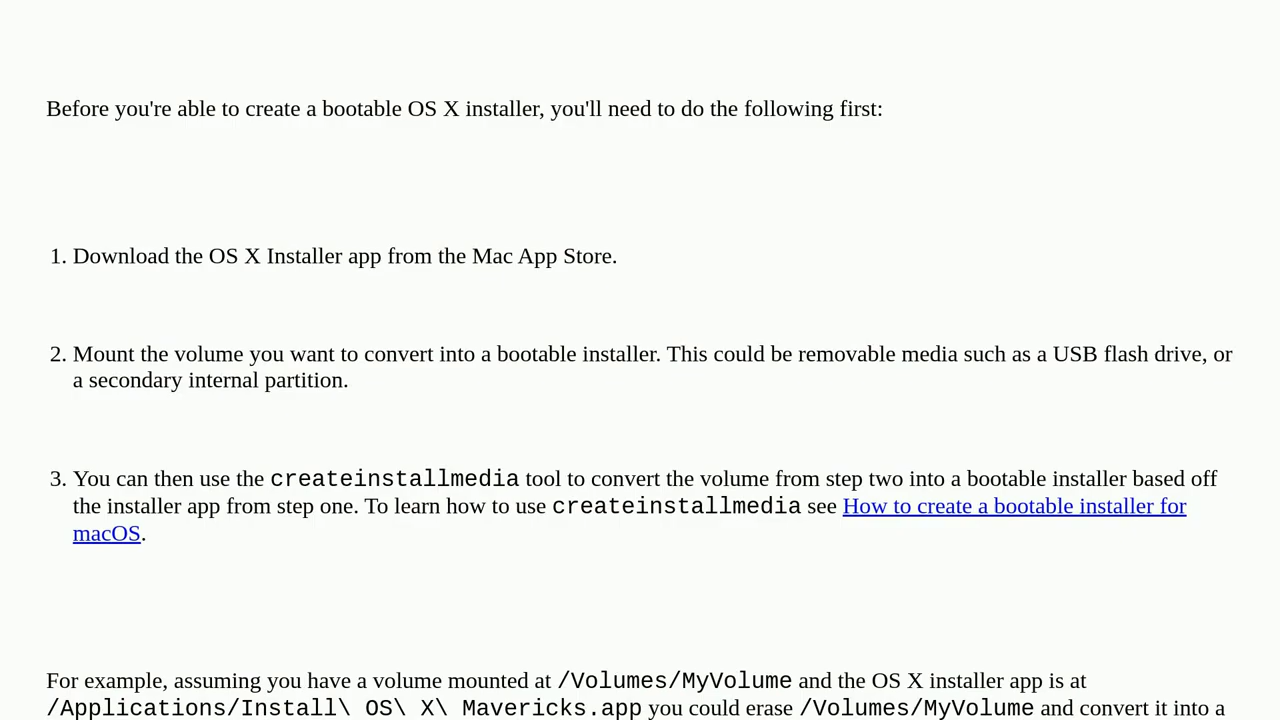 Before you're able to create a bootable OS X installer, you'll need to do the following first:
1. Download the OS X Installer app from the Mac App Store.
2. Mount the volume you want to convert into a bootable installer. This could be removable media such as a USB flash drive, or
a secondary internal partition.
3. You can then use the createinstallmedia tool to convert the volume from step two into a bootable installer based off
the installer app from step one. To learn how to use createinstallmedia see How to create a bootable installer for
macOS.
For example, assuming you have a volume mounted at /Volumes/MyVolume and the OS X installer app is at
/Applications/Install\ OS\ X\ Mavericks.app you could erase /Volumes/MyVolume and convert it into a